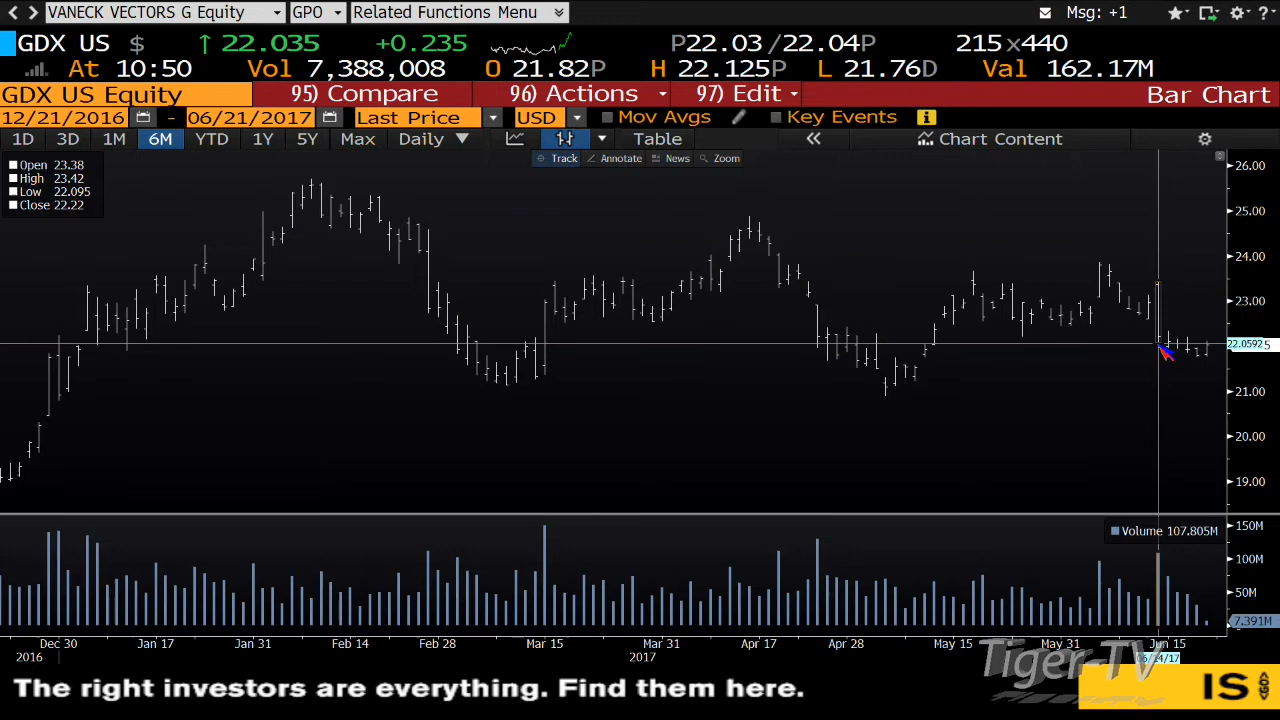 VANECK VECTORS G Equity GPO Related Functions Menu Msg: +1
GDX US $ ↑ 22.035 +0.235 P22.03 /22.04P 215x440
At 10:50 Vol 7,388,008 O 21.82P H 22.125P L 21.76D Val 162.17M
GDX US Equity 95) Compare 96) Actions 97) Edit Bar Chart
12/21/2016 - 06/21/2017 Last Price USD Mov Avgs Key Events
1D 3D 1M 6M YTD 1Y 5Y Max Daily Table « Chart Content
Track Annotate News Zoom
Open 23.38
High 23.42
Low 22.095
Close 22.22
26.00
25.00
24.00
23.00
22.0592 5
21.00
20.00
19.00
Volume 107.805M
150M
100M
50M
7.391M
0
Dec 30 Jan 17 Jan 31 Feb 14 Feb 28 Mar 15 Mar 31 Apr 17 Apr 28 May 15 May 31 Jun 15
2016 2017 06/14/17
Tiger-TV
The right investors are everything. Find them here.
IS